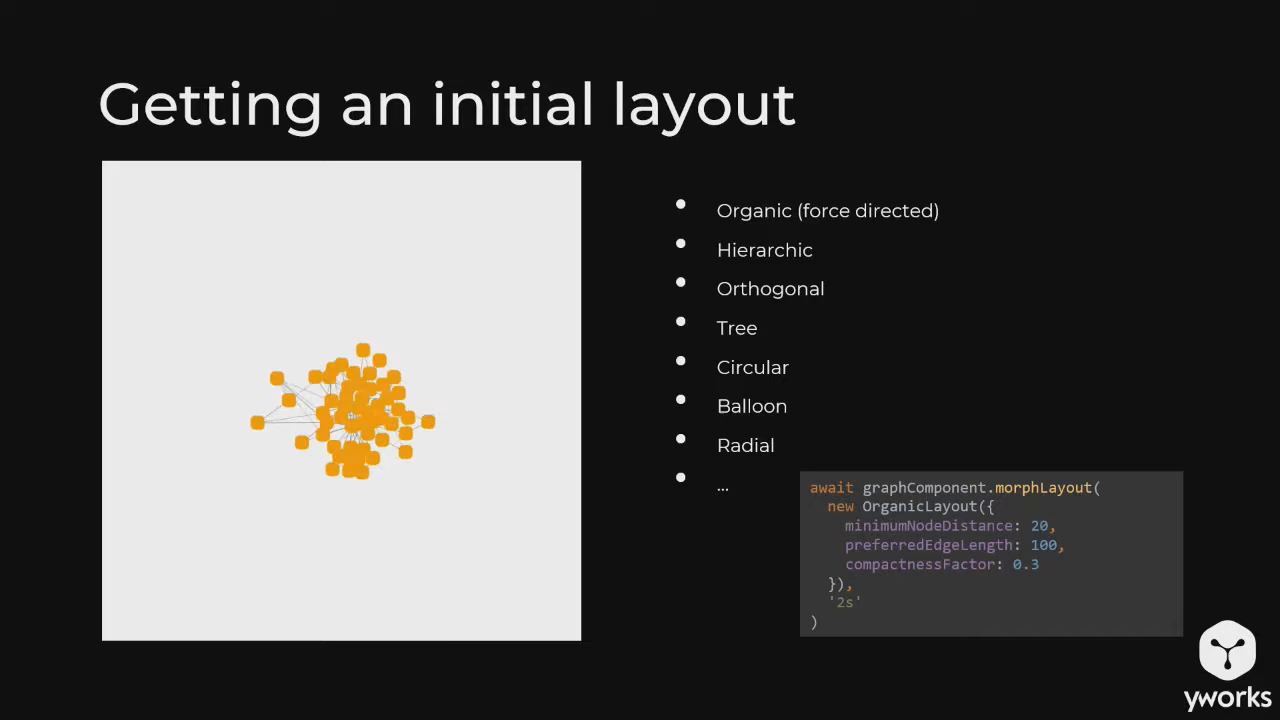 Getting an initial layout
Organic (force directed)
Hierarchic
Orthogonal
Tree
Circular
Balloon
Radial
...
await graphComponent.morphLayout(
new OrganicLayout({
minimumNodeDistance: 20,
preferredEdgeLength: 100,
compactnessFactor: 0.3
}),
'2s'
)
yworks